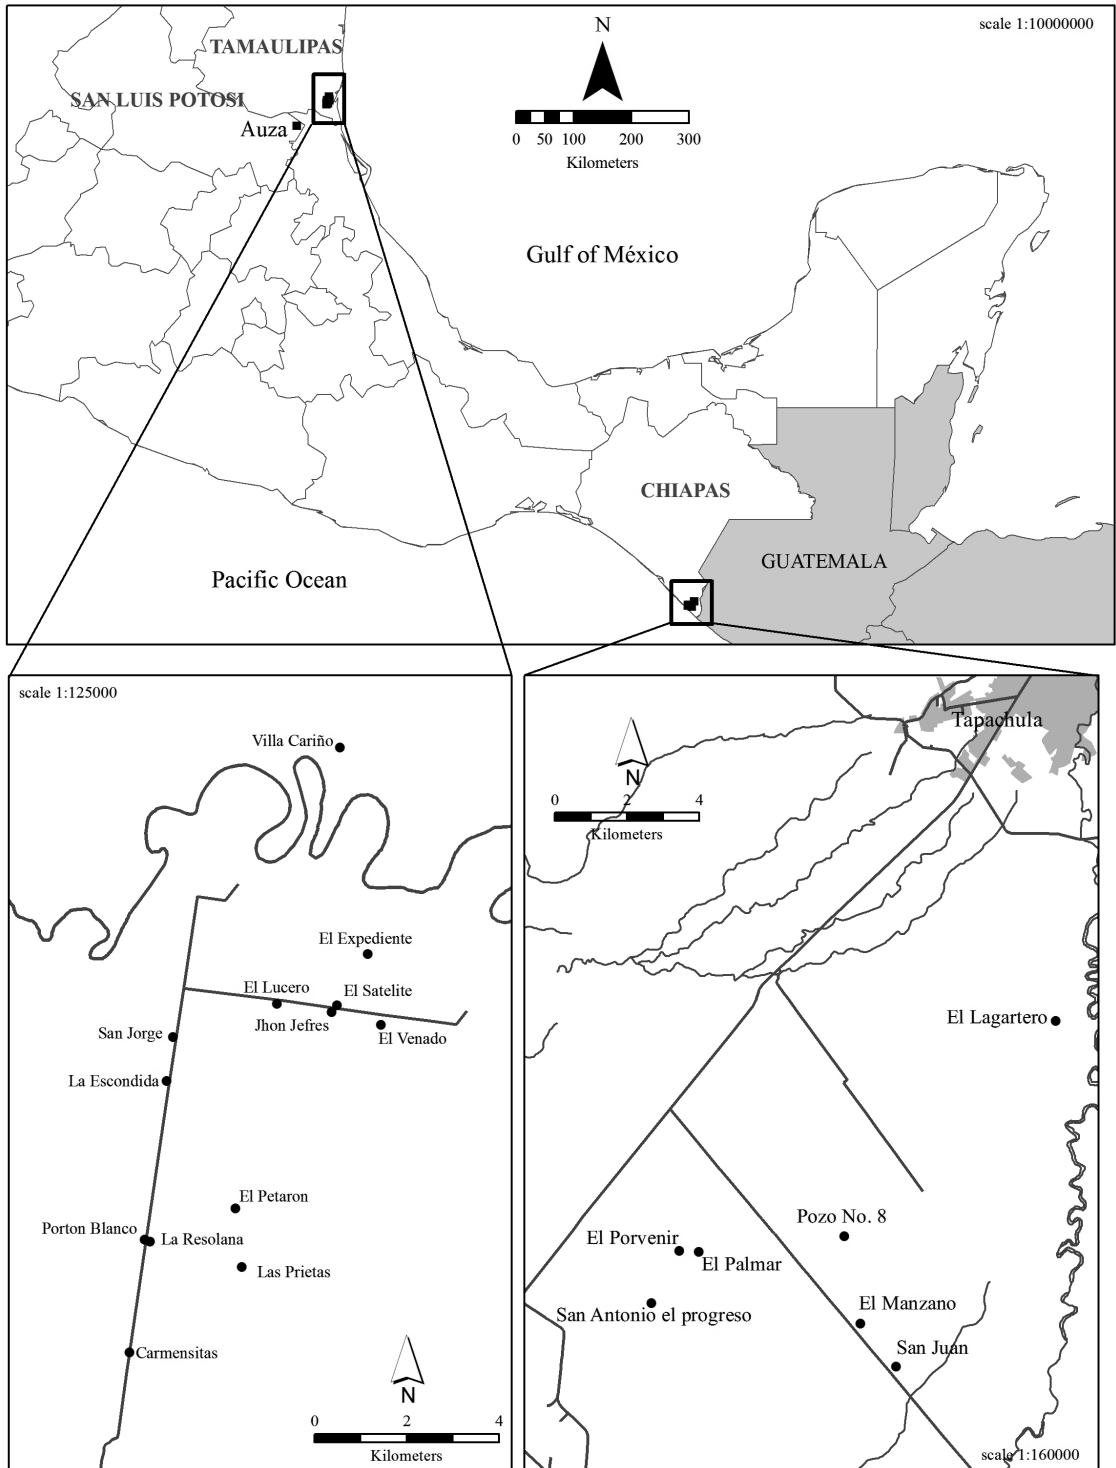 scale 1:10000000
N
TAMAULIPAS
SAN LUIS POTOSI
Auza
0 50 100 200 300
Kilometers
Gulf of México
CHIAPAS
GUATEMALA
Pacific Ocean
scale 1:125000
Villa Cariño
El Expediente
El Lucero
El Satelite
Jhon Jefres
El Venado
San Jorge
La Escondida
El Petaron
Porton Blanco
La Resolana
Las Prietas
Carmensitas
N
0 2 4
Kilometers
Tapachula
N
0 2 4
Kilometers
El Lagartero
Pozo No. 8
El Porvenir
El Palmar
San Antonio el progreso
El Manzano
San Juan
scale 1:160000